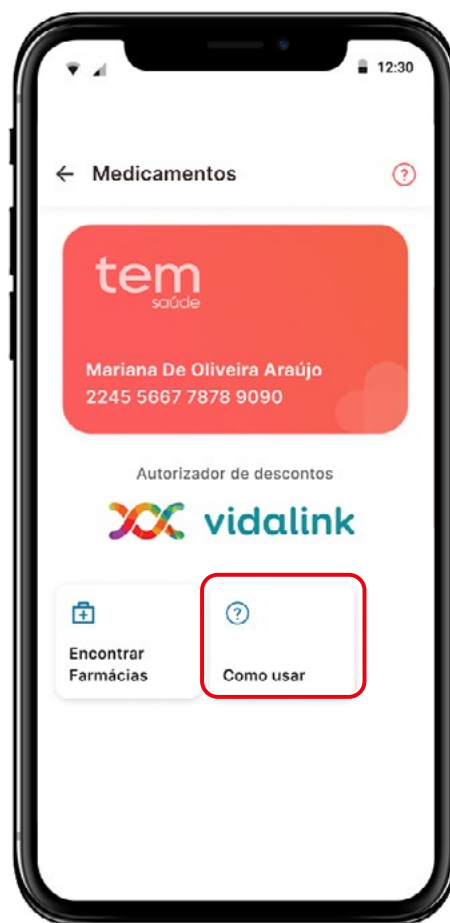 12:30
Medicamentos
?
tem
saúde
Mariana De Oliveira Araújo
2245 5667 7878 9090
Autorizador de descontos
vidalink
?
Encontrar
Farmácias
Como usar